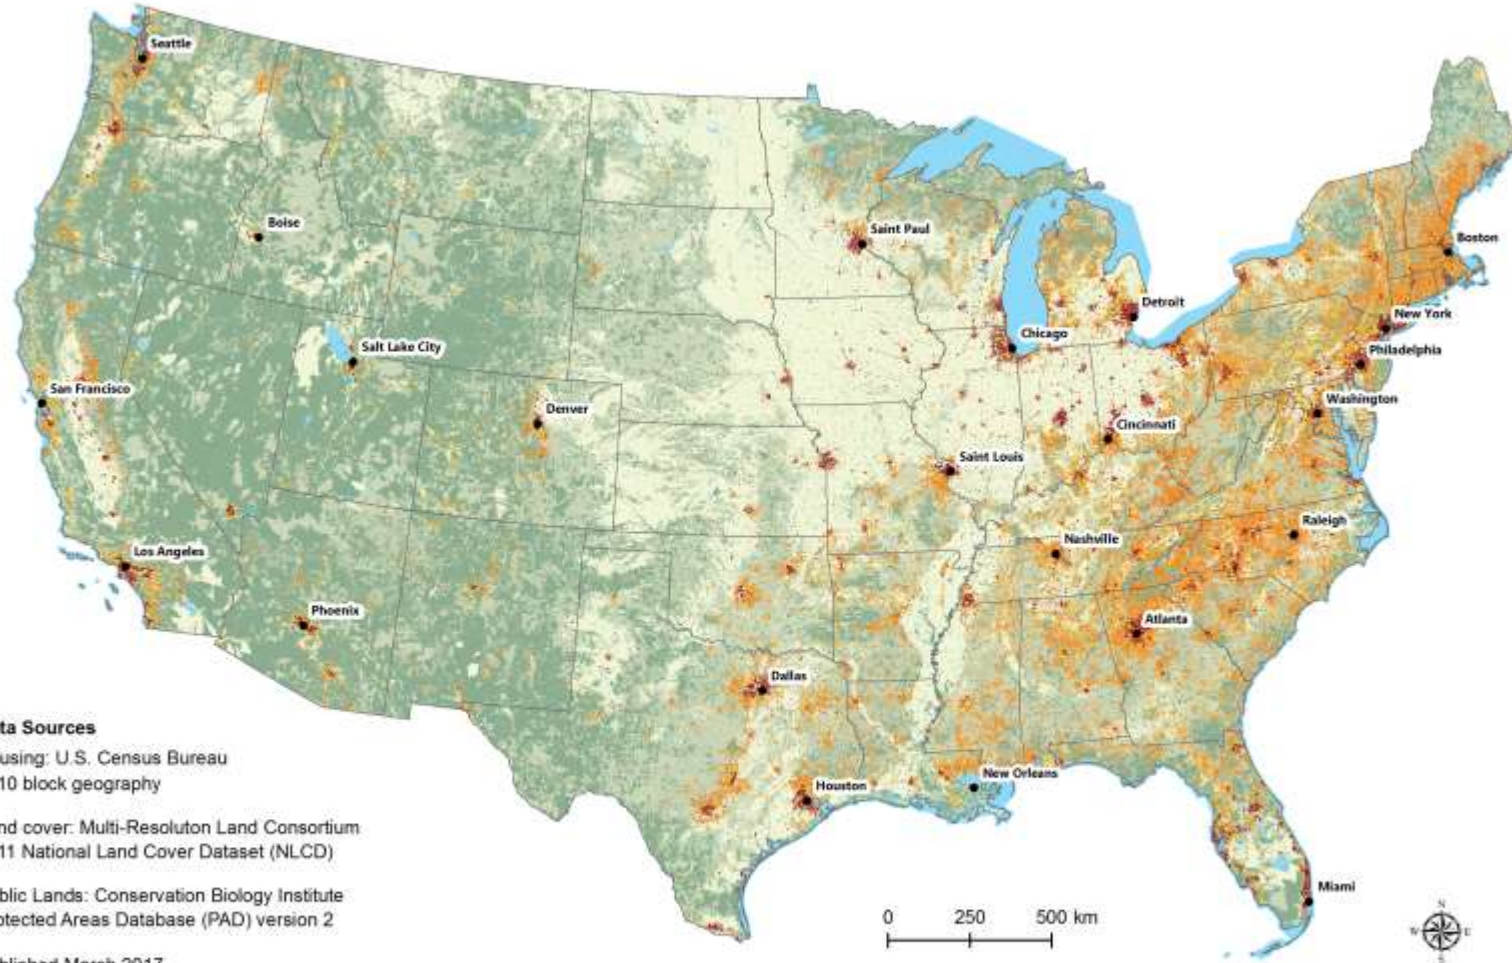 Seattle
Boise
Saint Paul
Boston
Detroit
New York
Chicago
Salt Lake City
Philadelphia
San Francisco
Washington
Denver
Cincinnati
Saint Louis
Raleigh
Nashville
Los Angeles
Phoenix
Atlanta
Dallas
ta Sources
using: U.S. Census Bureau
10 block geography
New Orleans
Houston
nd cover: Multi-Resoluton Land Consortium
11 National Land Cover Dataset (NLCD)
blic Lands: Conservation Biology Institute
otected Areas Database (PAD) version 2
Miami
0 250 500 km
N
W E
S